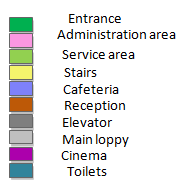 Entrance
Administration area
Service area
Stairs
Cafeteria
Reception
Elevator
Main loppy
Cinema
Toilets